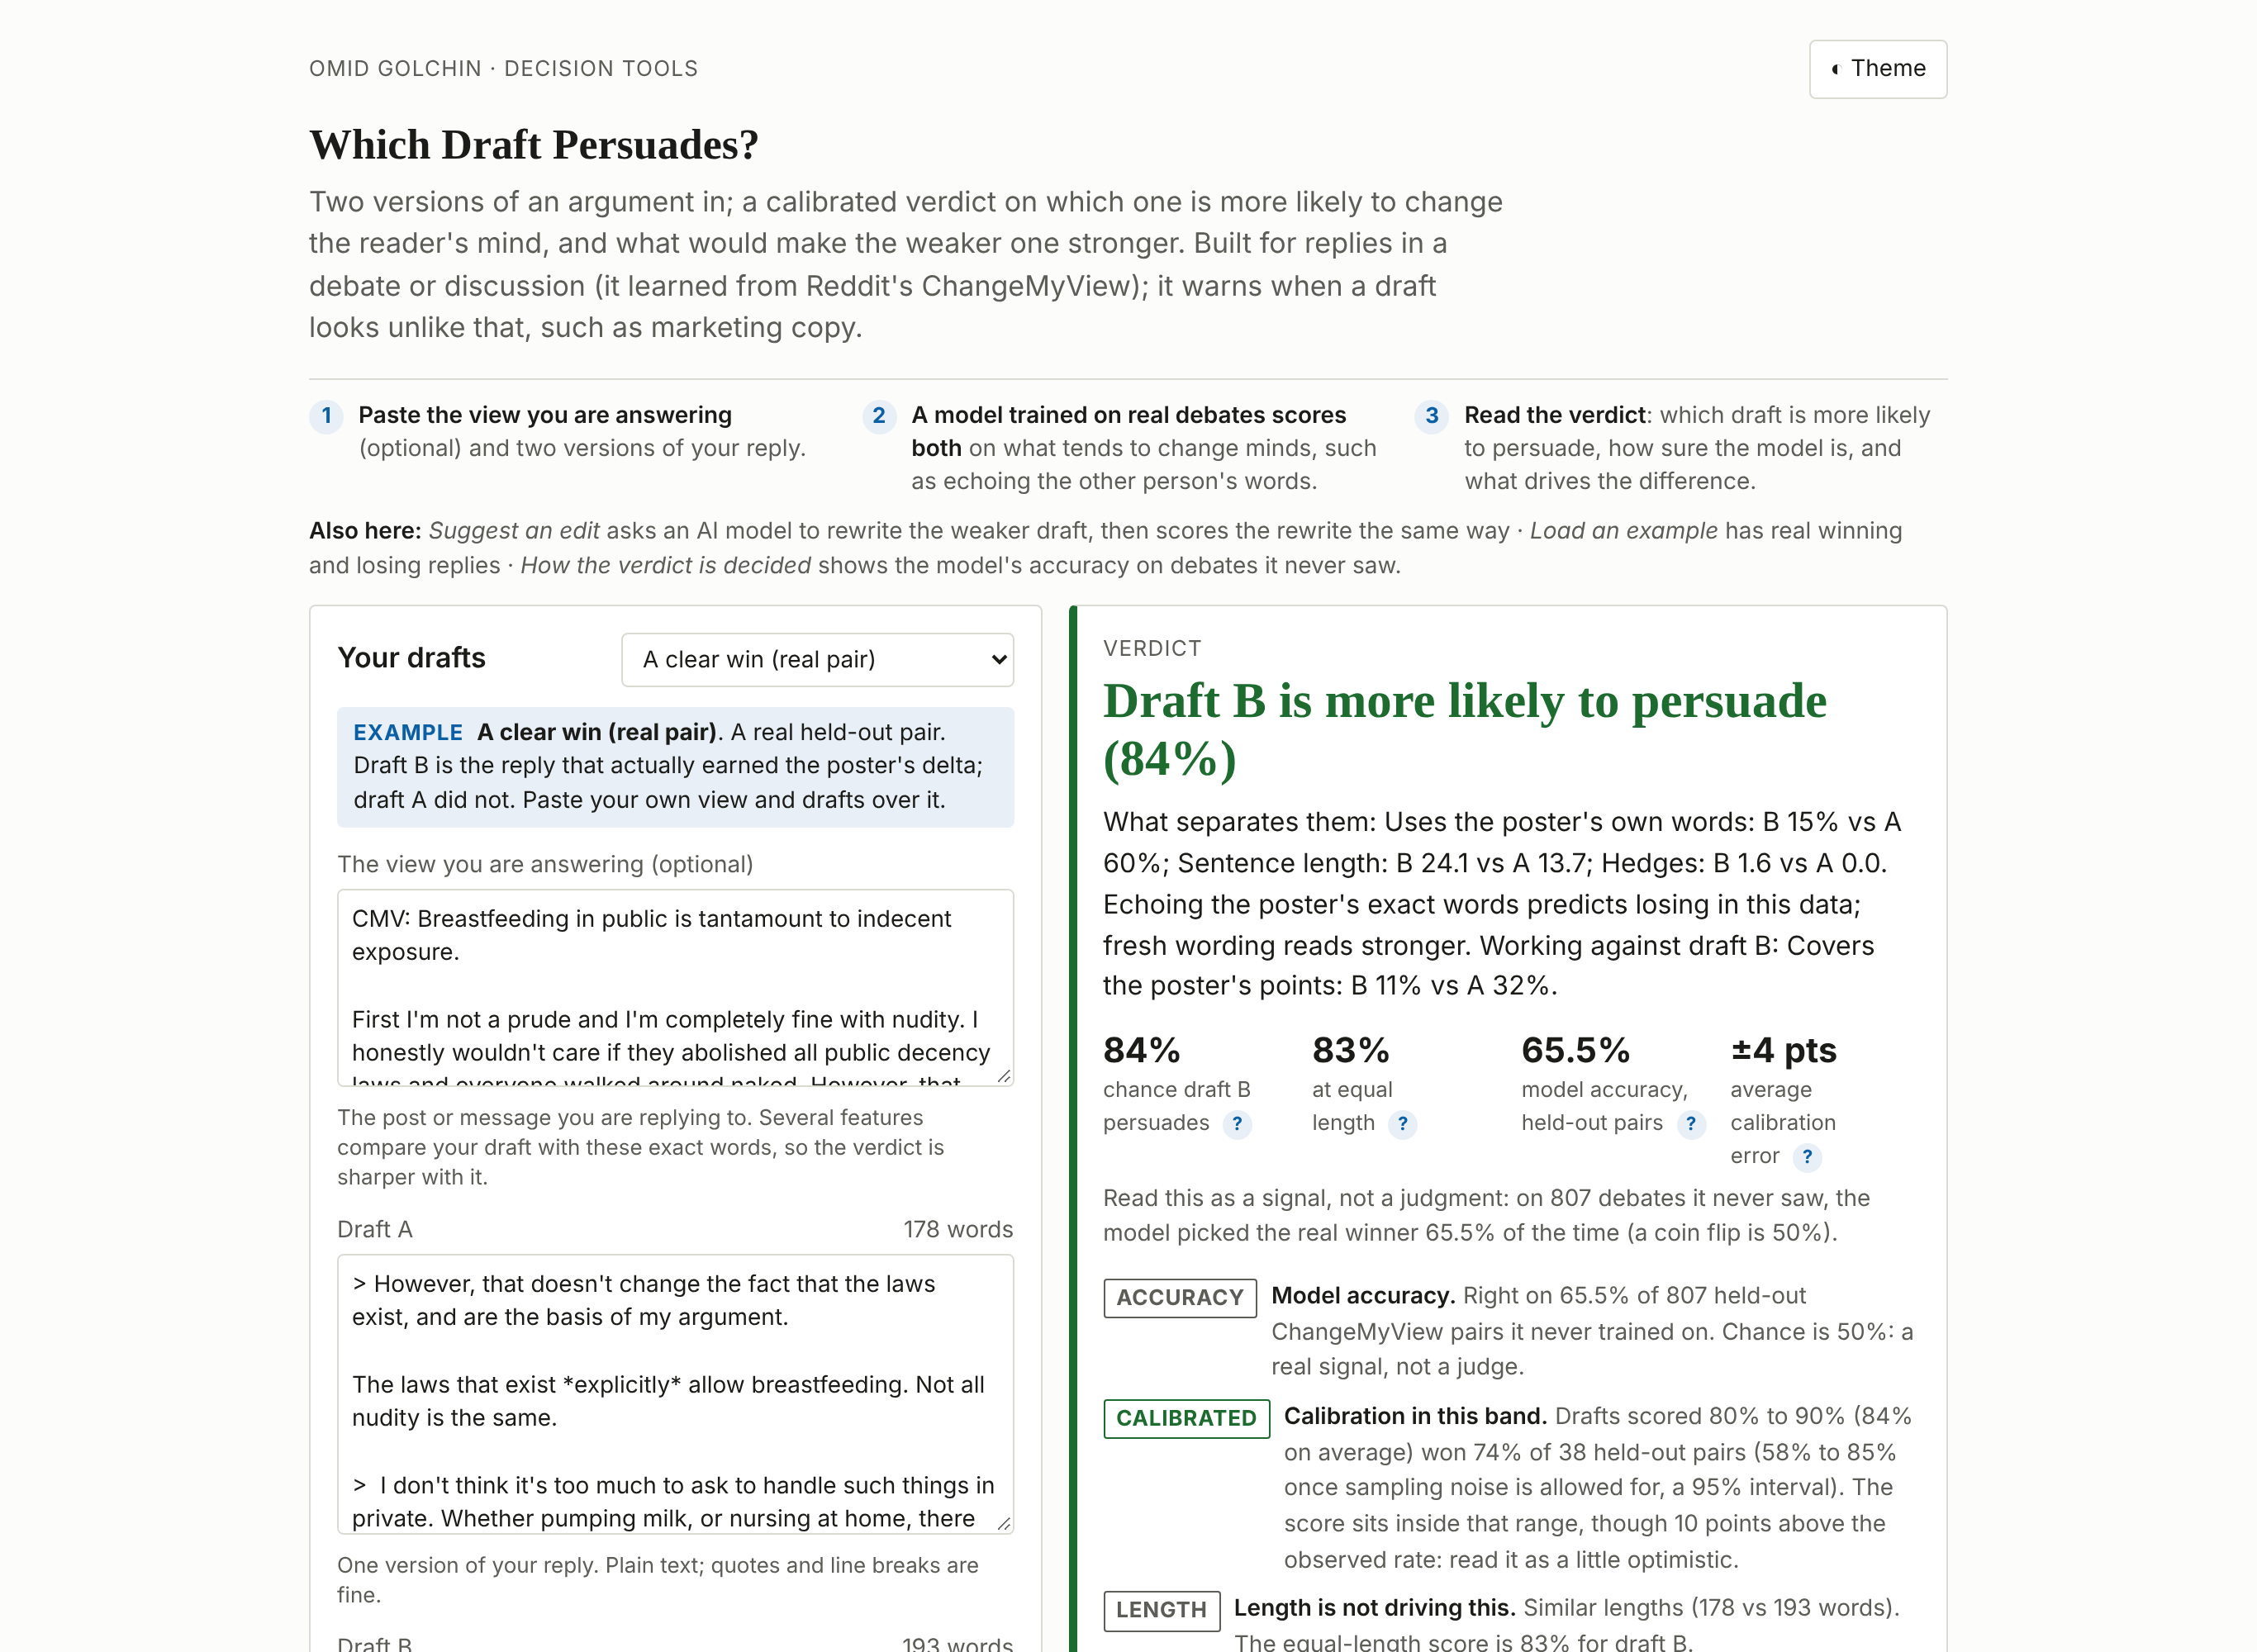 OMID GOLCHIN · DECISION TOOLS
Theme
Which Draft Persuades?
Two versions of an argument in; a calibrated verdict on which one is more likely to change
the reader's mind, and what would make the weaker one stronger. Built for replies in a
debate or discussion (it learned from Reddit's ChangeMyView); it warns when a draft
looks unlike that, such as marketing copy.
1 Paste the view you are answering
(optional) and two versions of your reply.
2 A model trained on real debates scores
both on what tends to change minds, such
as echoing the other person's words.
3 Read the verdict: which draft is more likely
to persuade, how sure the model is, and
what drives the difference.
Also here: Suggest an edit asks an AI model to rewrite the weaker draft, then scores the rewrite the same way · Load an example has real winning
and losing replies · How the verdict is decided shows the model's accuracy on debates it never saw.
Your drafts
A clear win (real pair)
EXAMPLE A clear win (real pair). A real held-out pair.
Draft B is the reply that actually earned the poster's delta;
draft A did not. Paste your own view and drafts over it.
The view you are answering (optional)
CMV: Breastfeeding in public is tantamount to indecent
exposure.
First I'm not a prude and I'm completely fine with nudity. I
honestly wouldn't care if they abolished all public decency
laws and everyone walked around naked. However, that
The post or message you are replying to. Several features
compare your draft with these exact words, so the verdict is
sharper with it.
Draft A
178 words
> However, that doesn't change the fact that the laws
exist, and are the basis of my argument.
The laws that exist *explicitly* allow breastfeeding. Not all
nudity is the same.
> I don't think it's too much to ask to handle such things in
private. Whether pumping milk, or nursing at home, there
One version of your reply. Plain text; quotes and line breaks are
fine.
Draft B
193 words
VERDICT
Draft B is more likely to persuade
(84%)
What separates them: Uses the poster's own words: B 15% vs A
60%; Sentence length: B 24.1 vs A 13.7; Hedges: B 1.6 vs A 0.0.
Echoing the poster's exact words predicts losing in this data;
fresh wording reads stronger. Working against draft B: Covers
the poster's points: B 11% vs A 32%.
84%
chance draft B
persuades ?
83%
at equal
length ?
65.5%
model accuracy,
held-out pairs ?
±4 pts
average
calibration
error ?
Read this as a signal, not a judgment: on 807 debates it never saw, the
model picked the real winner 65.5% of the time (a coin flip is 50%).
ACCURACY Model accuracy. Right on 65.5% of 807 held-out
ChangeMyView pairs it never trained on. Chance is 50%: a
real signal, not a judge.
CALIBRATED Calibration in this band. Drafts scored 80% to 90% (84%
on average) won 74% of 38 held-out pairs (58% to 85%
once sampling noise is allowed for, a 95% interval). The
score sits inside that range, though 10 points above the
observed rate: read it as a little optimistic.
LENGTH Length is not driving this. Similar lengths (178 vs 193 words).
The equal-length score is 83% for draft B.